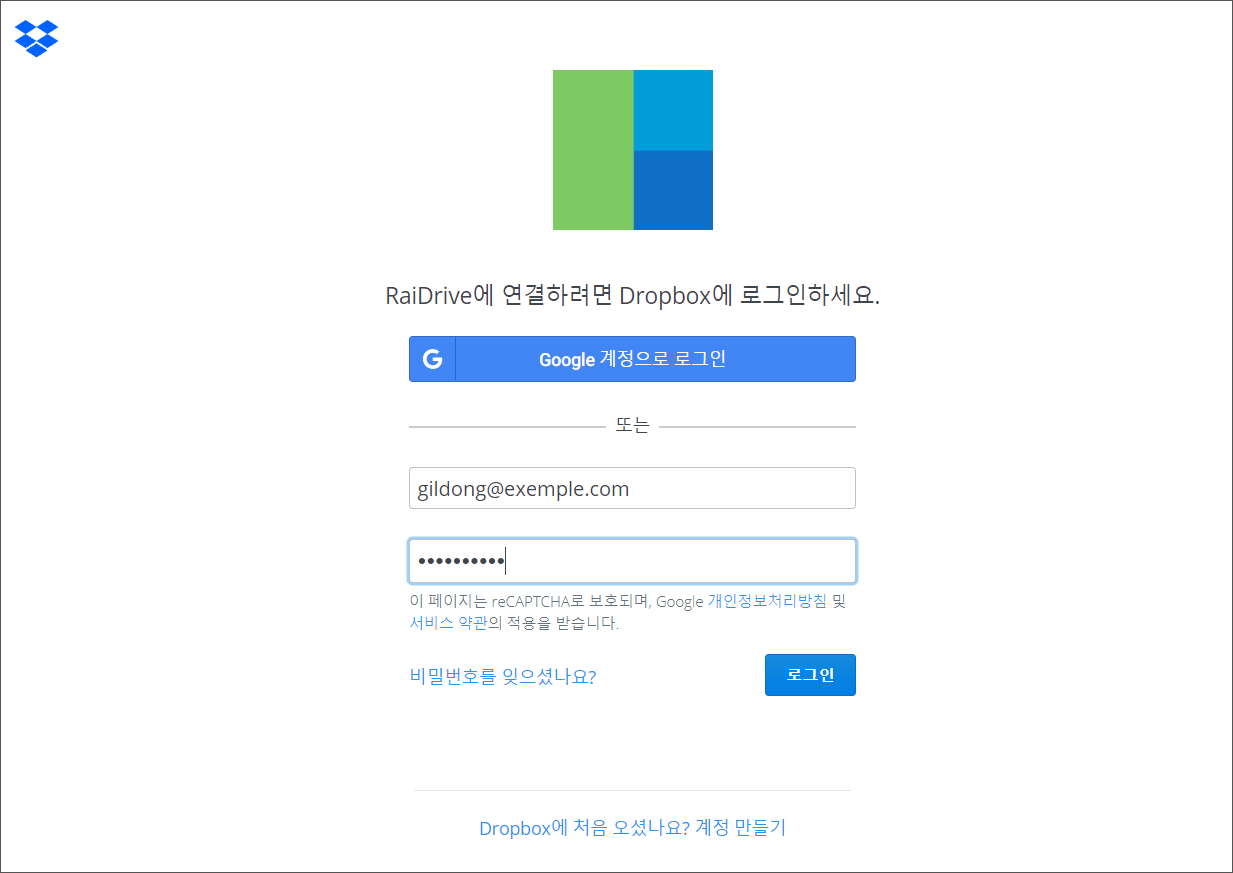 RaiDrive에 연결하려면 Dropbox에 로그인하세요.
G
Google 계정으로 로그인
또는
gildong@exemple.com
••••••••••
이 페이지는 reCAPTCHA로 보호되며, Google 개인정보처리방침 및
서비스 약관의 적용을 받습니다.
비밀번호를 잊으셨나요?
로그인
Dropbox에 처음 오셨나요? 계정 만들기